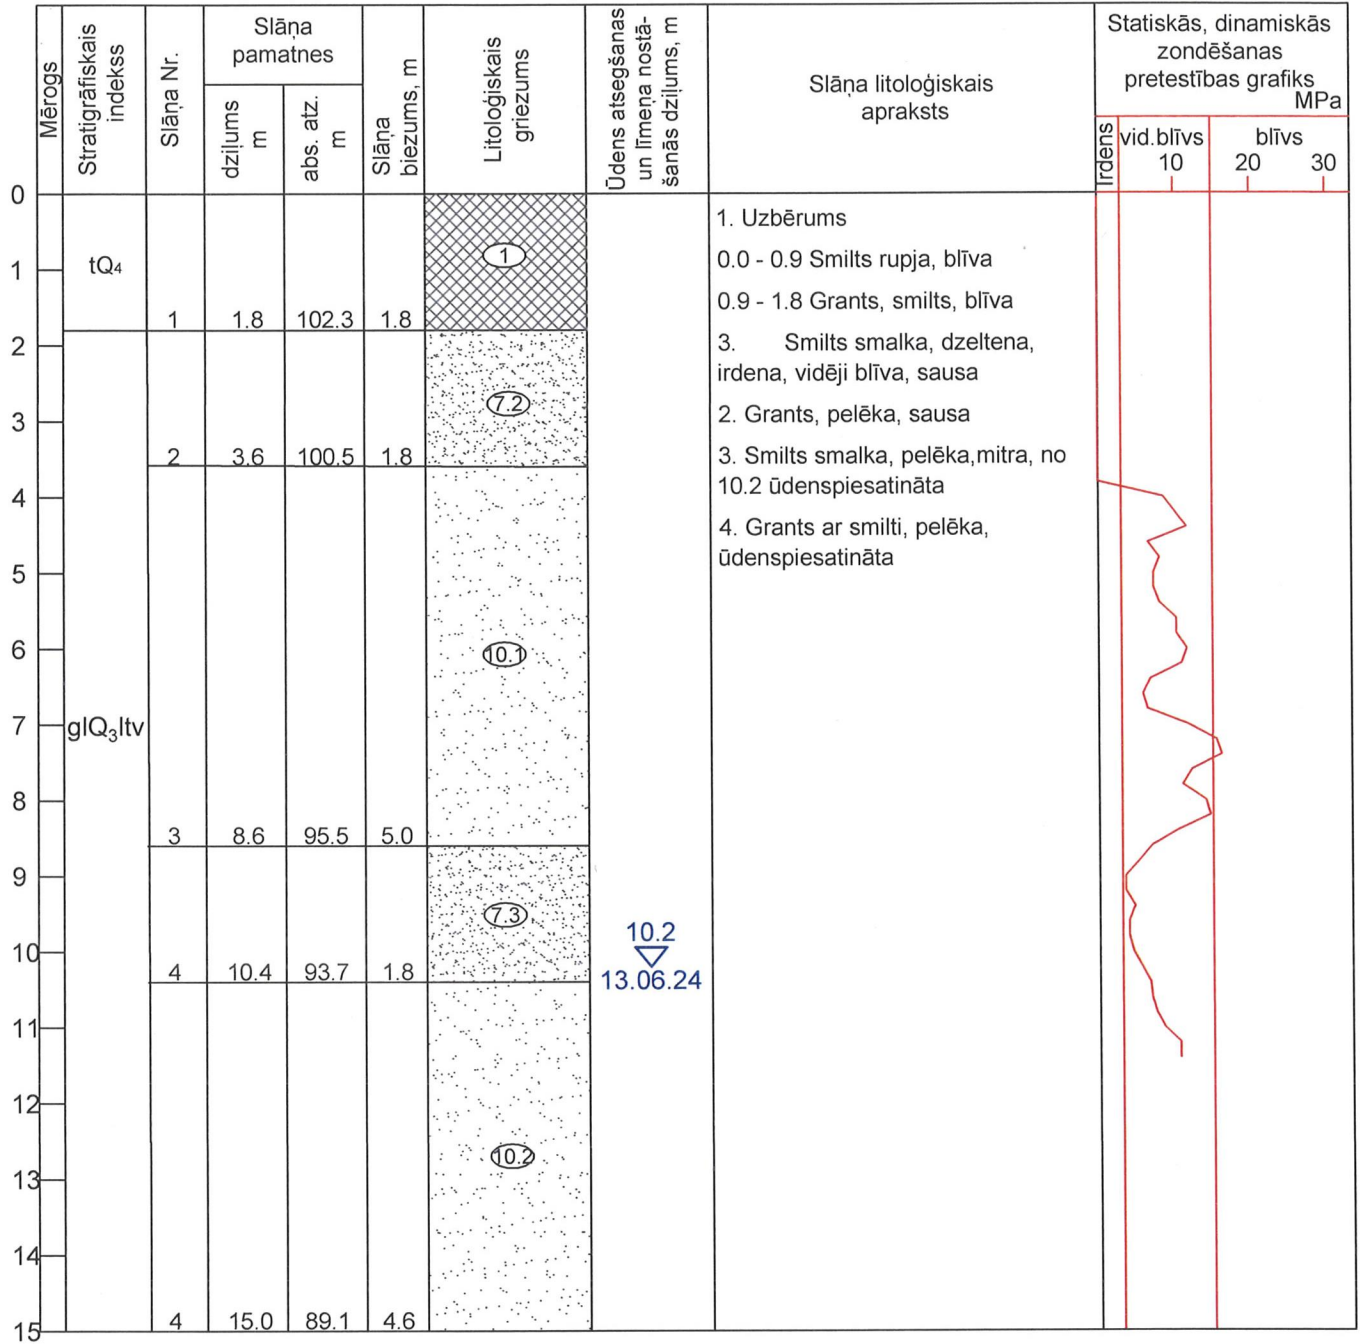 Mērogs
Stratigrāfiskais
indekss
Slāņa Nr.
Slāņa
pamatnes
dziļums
m
abs. atz.
m
Slāņa
biezums, m
Litoloģiskais
griezums
Ūdens atsegšanas
un līmeņa nostā-
šanās dziļums, m
Slāņa litoloģiskais
apraksts
Statiskās, dinamiskās
zondēšanas
pretestības grafiks
MPa
Irdens
vid.blīvs
blīvs
10 20 30
0
1
2
3
4
5
6
7
8
9
10
11
12
13
14
15
tQ₄
glQ₃ltv
1 1.8 102.3 1.8
2 3.6 100.5 1.8
3 8.6 95.5 5.0
4 10.4 93.7 1.8
4 15.0 89.1 4.6
1
7.2
10.1
7.3
10.2
10.2
13.06.24
1. Uzbērums
0.0 - 0.9 Smilts rupja, blīva
0.9 - 1.8 Grants, smilts, blīva
3. Smilts smalka, dzeltena,
irdena, vidēji blīva, sausa
2. Grants, pelēka, sausa
3. Smilts smalka, pelēka,mitra, no
10.2 ūdenspiesatināta
4. Grants ar smilti, pelēka,
ūdenspiesatināta